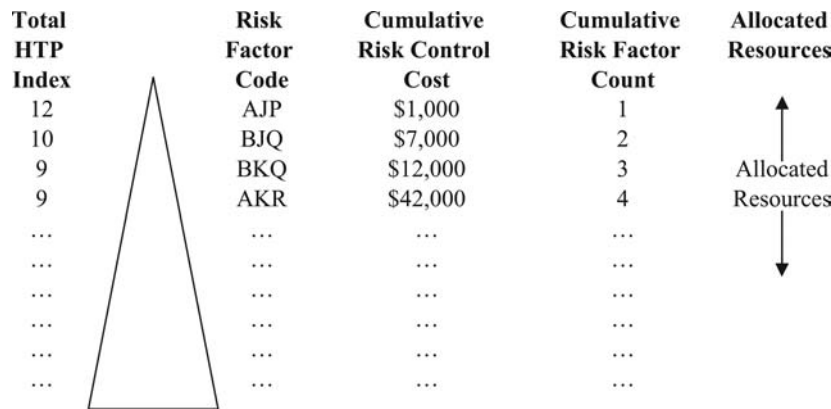 Total Risk Cumulative Cumulative Allocated
HTP Factor Risk Control Risk Factor Resources
Index Code Cost Count
12 AJP $1,000 1
10 BJQ $7,000 2
9 BKQ $12,000 3 Allocated
9 AKR $42,000 4 Resources
… … … …
… … … …
… … … …
… … … …
… … … …
… … … …